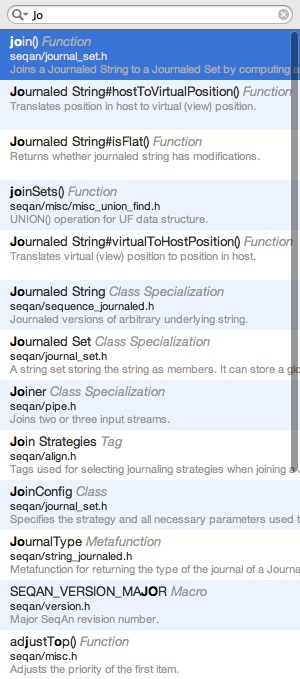 Jo
join() Function
seqan/journal_set.h
Joins a Journaled String to a Journaled Set by computing a
Journaled String#hostToVirtualPosition() Function
Translates position in host to virtual (view) position.
Journaled String#isFlat() Function
Returns whether journaled string has modifications.
joinSets() Function
seqan/misc/misc_union_find.h
UNION() operation for UF data structure.
Journaled String#virtualToHostPosition() Function
Translates virtual (view) position to position in host.
Journaled String Class Specialization
seqan/sequence_journaled.h
Journaled versions of arbitrary underlying string.
Journaled Set Class Specialization
seqan/journal_set.h
A string set storing the string as members. It can store a
Joiner Class Specialization
seqan/pipe.h
Joins two or three input streams.
Join Strategies Tag
seqan/align.h
Tags used for selecting journaling strategies when joining a
JoinConfig Class
seqan/journal_set.h
Specifies the strategy and all necessary parameters used
JournalType Metafunction
seqan/string_journaled.h
Metafunction for returning the type of the journal of a
SEQAN_VERSION_MAJOR Macro
seqan/version.h
Major SeqAn revision number.
adjustTop() Function
seqan/misc.h
Adjusts the priority of the first item.